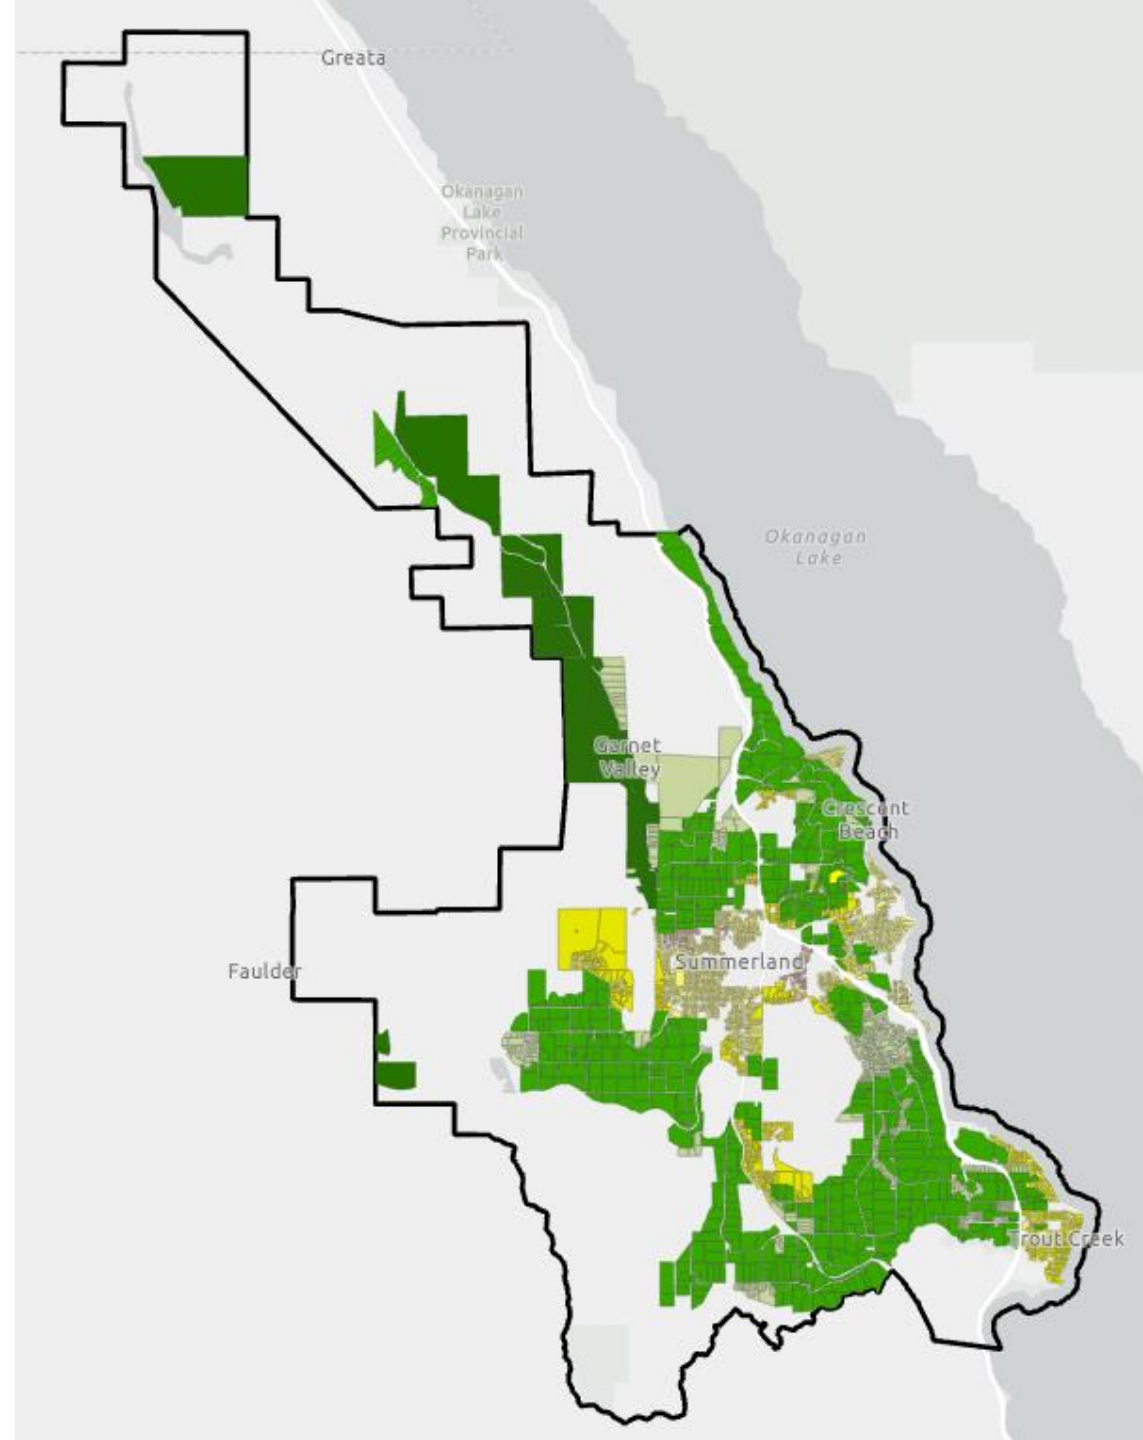 Greata
Okanagan
Lake
Provincial
Park
Okanagan
Lake
Garnet
Valley
Crescent
Beach
Faulder
Summerland
Trout Creek